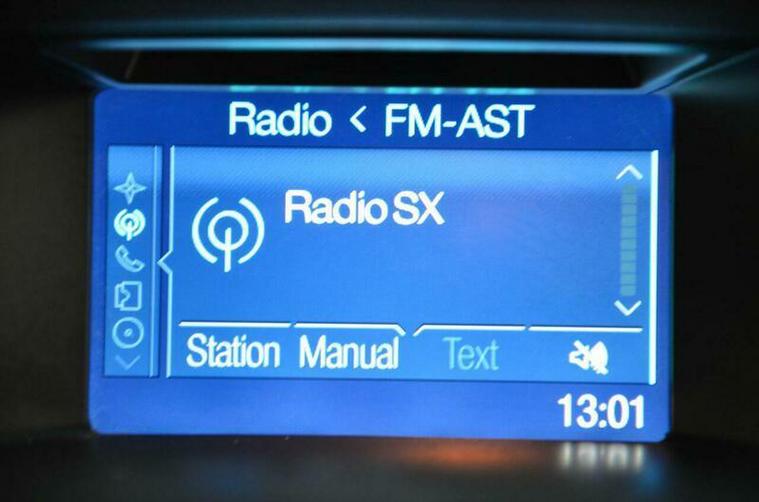 Radio < FM-AST
Radio SX
Station Manual Text
13:01